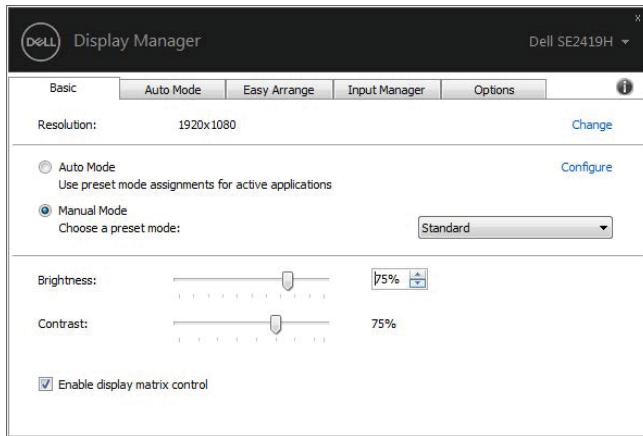 DELL Display Manager
x
Dell SE2419H
Basic Auto Mode Easy Arrange Input Manager Options i
Resolution: 1920x1080 Change
Auto Mode Configure
Use preset mode assignments for active applications
Manual Mode
Choose a preset mode: Standard
Brightness: 75%
Contrast: 75%
Enable display matrix control